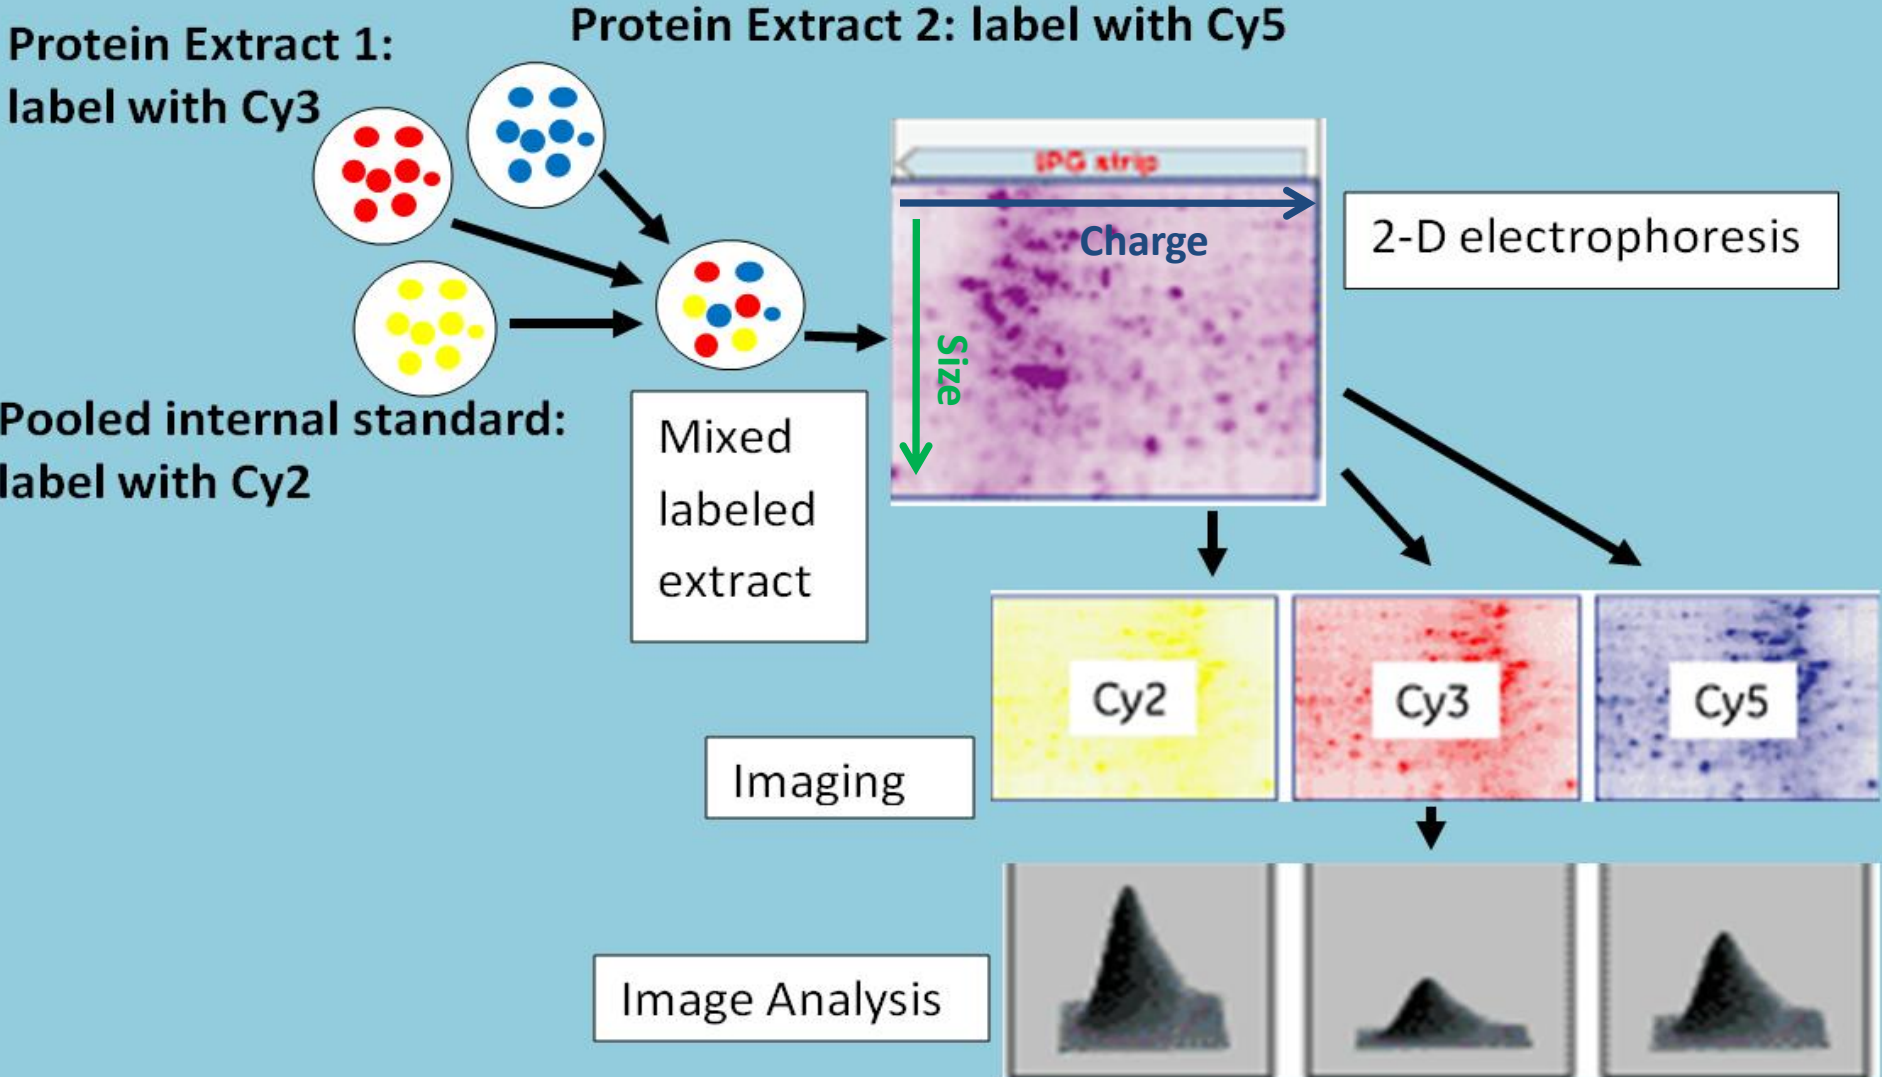 Protein Extract 1:
label with Cy3
Protein Extract 2: label with Cy5
Pooled internal standard:
label with Cy2
Mixed
labeled
extract
IPG strip
Charge
Size
2-D electrophoresis
Imaging
Cy2
Cy3
Cy5
Image Analysis